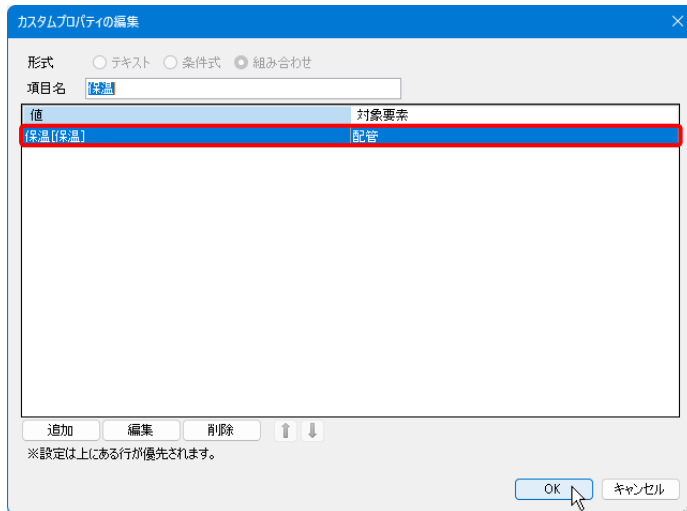 カスタムプロパティの編集
形式 テキスト 条件式 組み合わせ
項目名 保温
値 対象要素
保温[保温] 配管
追加 編集 削除
※設定は上にある行が優先されます。
OK キャンセル